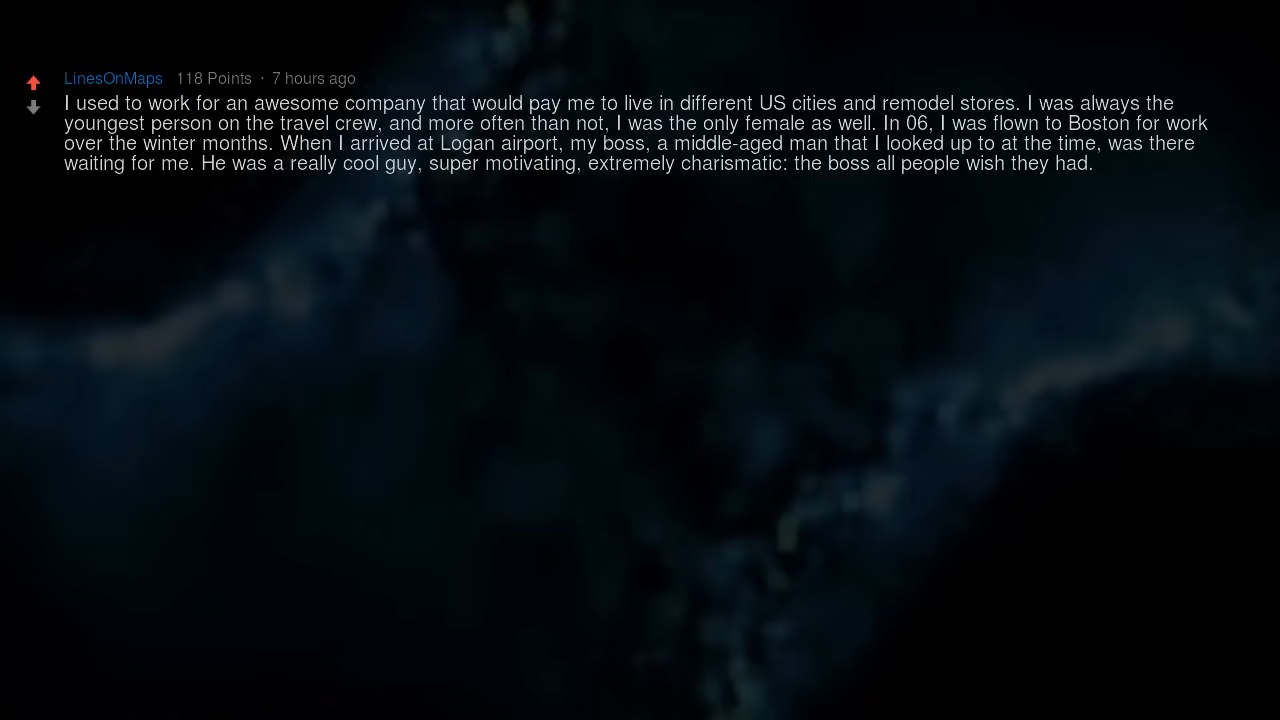 LinesOnMaps 118 Points · 7 hours ago
I used to work for an awesome company that would pay me to live in different US cities and remodel stores. I was always the
youngest person on the travel crew, and more often than not, I was the only female as well. In 06, I was flown to Boston for work
over the winter months. When I arrived at Logan airport, my boss, a middle-aged man that I looked up to at the time, was there
waiting for me. He was a really cool guy, super motivating, extremely charismatic: the boss all people wish they had.